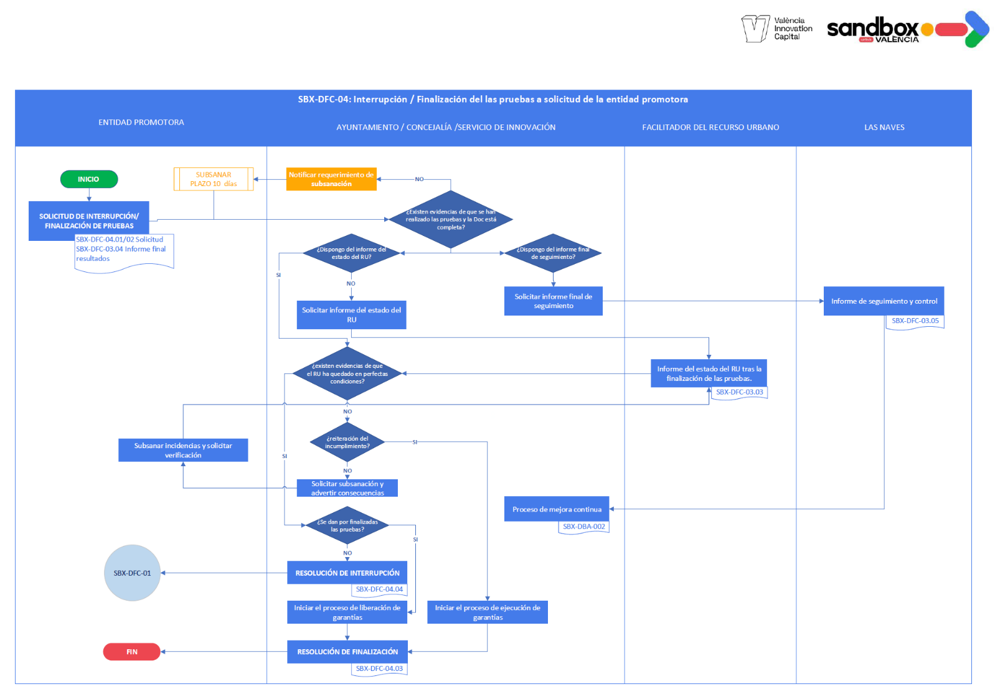 València
Innovation
Capital
sandbox
urbà VALÈNCIA
SBX-DFC-04: Interrupción / Finalización del las pruebas a solicitud de la entidad promotora
ENTIDAD PROMOTORA
AYUNTAMIENTO / CONCEJALÍA /SERVICIO DE INNOVACIÓN
FACILITADOR DEL RECURSO URBANO
LAS NAVES
INICIO
SUBSANAR
PLAZO 10 días
Notificar requerimiento de
subsanación
NO
SOLICITUD DE INTERRUPCIÓN/
FINALIZACIÓN DE PRUEBAS
SBX-DFC-04.01/02 Solicitud
SBX-DFC-03.04 Informe final
resultados
¿Existen evidencias de que se han
realizado las pruebas y la Doc está
completa?
¿Dispongo del informe del
estado del RU?
¿Dispongo del informe final
de seguimiento?
SI
NO
Solicitar informe final de
seguimiento
Informe de seguimiento y control
SBX-DFC-03.05
Solicitar informe del estado del
RU
¿existen evidencias de que
el RU ha quedado en perfectas
condiciones?
Informe del estado del RU tras la
finalización de las pruebas.
SBX-DFC-03.03
NO
¿reiteración del
incumplimiento?
SI
Subsanar incidencias y solicitar
verificación
SI
NO
Solicitar subsanación y
advertir consecuencias
Proceso de mejora continua
SBX-DBA-002
¿Se dan por finalizadas
las pruebas?
SI
NO
SBX-DFC-01
RESOLUCIÓN DE INTERRUPCIÓN
SBX-DFC-04.04
Iniciar el proceso de liberación de
garantías
Iniciar el proceso de ejecución de
garantías
FIN
RESOLUCIÓN DE FINALIZACIÓN
SBX-DFC-04.03